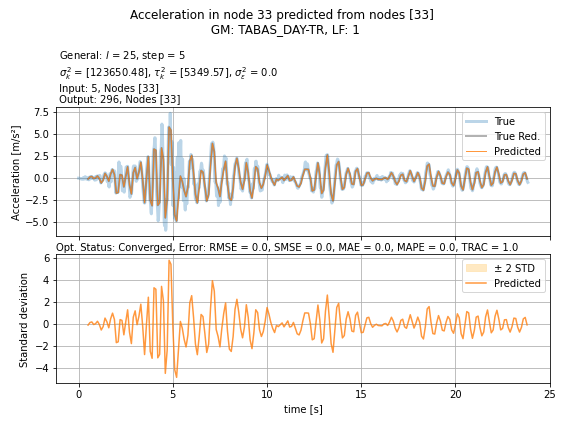 Acceleration in node 33 predicted from nodes [33]
GM: TABAS_DAY-TR, LF: 1
General: l = 25, step = 5
σ²ₖ = [123650.48], τ²ₖ = [5349.57], σ²ε = 0.0
Input: 5, Nodes [33]
Output: 296, Nodes [33]
7.5
5.0
2.5
0.0
−2.5
−5.0
Acceleration [m/s²]
True
True Red.
Predicted
Opt. Status: Converged, Error: RMSE = 0.0, SMSE = 0.0, MAE = 0.0, MAPE = 0.0, TRAC = 1.0
6
4
2
0
−2
−4
Standard deviation
± 2 STD
Predicted
0 5 10 15 20 25
time [s]